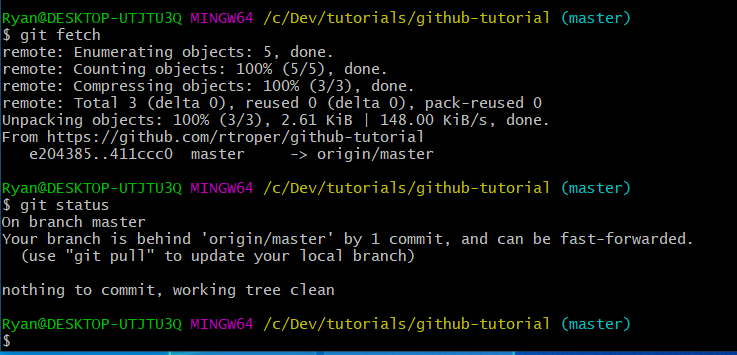 Ryan@DESKTOP-UTJTU3Q MINGW64 /c/Dev/tutorials/github-tutorial (master)
$ git fetch
remote: Enumerating objects: 5, done.
remote: Counting objects: 100% (5/5), done.
remote: Compressing objects: 100% (3/3), done.
remote: Total 3 (delta 0), reused 0 (delta 0), pack-reused 0
Unpacking objects: 100% (3/3), 2.61 KiB | 148.00 KiB/s, done.
From https://github.com/rtroper/github-tutorial
   e204385..411ccc0  master     -> origin/master

Ryan@DESKTOP-UTJTU3Q MINGW64 /c/Dev/tutorials/github-tutorial (master)
$ git status
On branch master
Your branch is behind 'origin/master' by 1 commit, and can be fast-forwarded.
  (use "git pull" to update your local branch)

nothing to commit, working tree clean

Ryan@DESKTOP-UTJTU3Q MINGW64 /c/Dev/tutorials/github-tutorial (master)
$